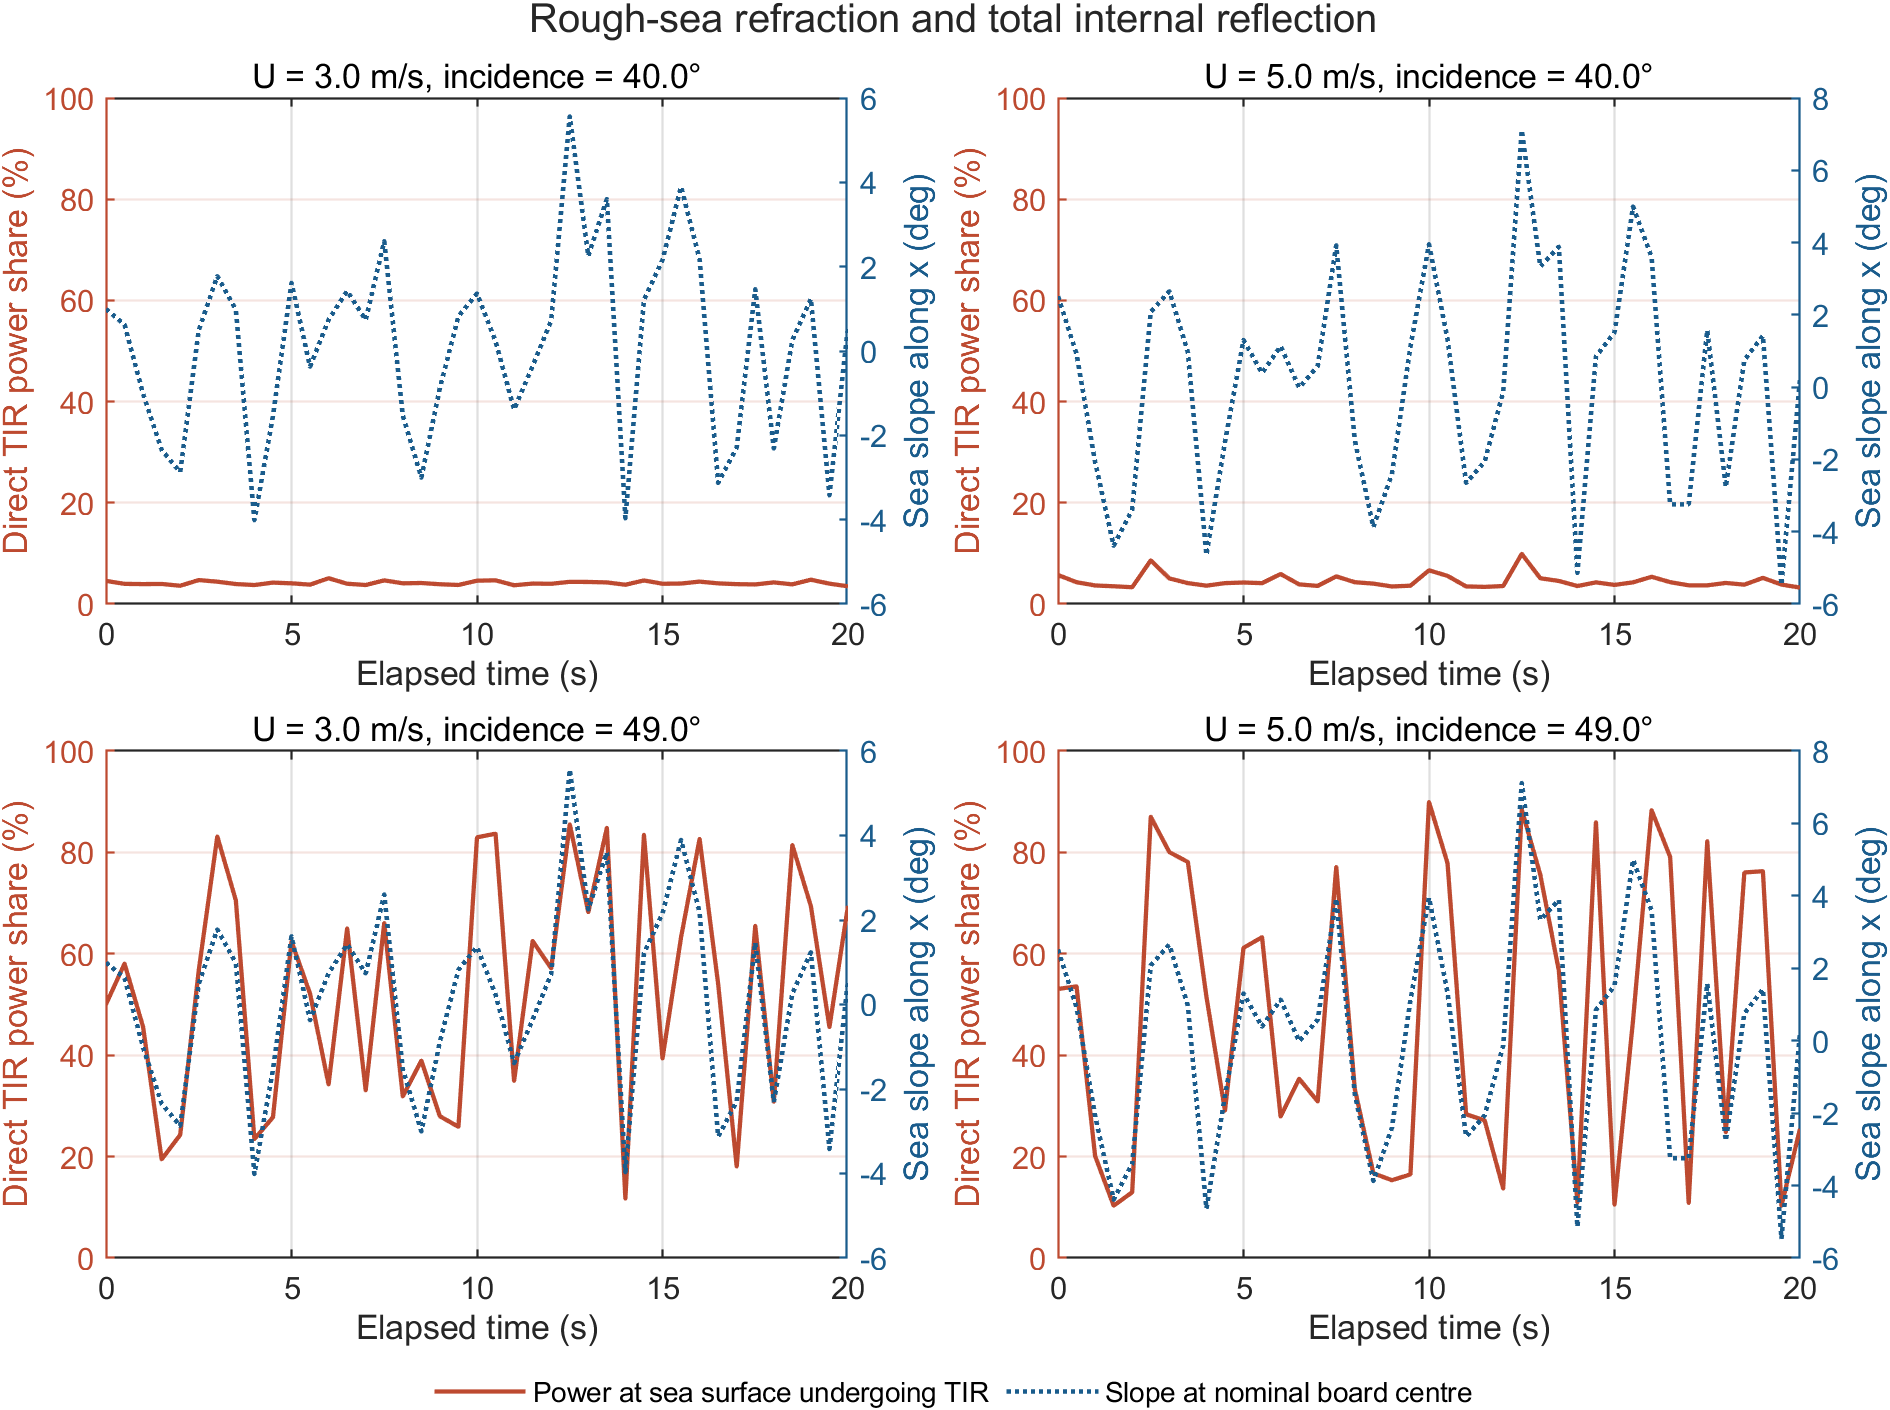 Rough-sea refraction and total internal reflection
U = 3.0 m/s, incidence = 40.0°
100
80
60
40
20
0
Direct TIR power share (%)
6
4
2
0
-2
-4
-6
Sea slope along x (deg)
0 5 10 15 20
Elapsed time (s)
U = 5.0 m/s, incidence = 40.0°
100
80
60
40
20
0
Direct TIR power share (%)
8
6
4
2
0
-2
-4
-6
Sea slope along x (deg)
0 5 10 15 20
Elapsed time (s)
U = 3.0 m/s, incidence = 49.0°
100
80
60
40
20
0
Direct TIR power share (%)
6
4
2
0
-2
-4
-6
Sea slope along x (deg)
0 5 10 15 20
Elapsed time (s)
U = 5.0 m/s, incidence = 49.0°
100
80
60
40
20
0
Direct TIR power share (%)
8
6
4
2
0
-2
-4
-6
Sea slope along x (deg)
0 5 10 15 20
Elapsed time (s)
Power at sea surface undergoing TIR
Slope at nominal board centre